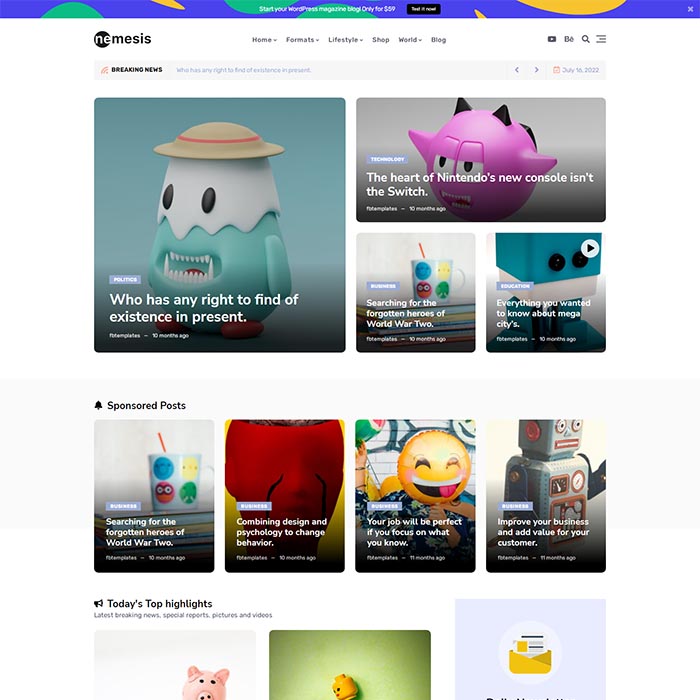 Start your WordPress magazine blog! Only for $59 Test it now!
nemesis
Home Formats Lifestyle Shop World Blog
Bē
BREAKING NEWS Who has any right to find of existence in present. July 16, 2022
POLITICS
Who has any right to find of
existence in present.
fbtemplates — 10 months ago
TECHNOLOGY
The heart of Nintendo's new console isn't
the Switch.
fbtemplates — 10 months ago
BUSINESS
Searching for the
forgotten heroes of
World War Two.
fbtemplates — 10 months ago
EDUCATION
Everything you wanted
to know about mega
city's.
fbtemplates — 10 months ago
Sponsored Posts
BUSINESS
Searching for the
forgotten heroes of
World War Two.
fbtemplates — 10 months ago
BUSINESS
Combining design and
psychology to change
behavior.
fbtemplates — 10 months ago
BUSINESS
Your job will be perfect
if you focus on what
you know.
fbtemplates — 11 months ago
BUSINESS
Improve your business
and add value for your
customer.
fbtemplates — 11 months ago
Today's Top highlights
Latest breaking news, special reports, pictures and videos